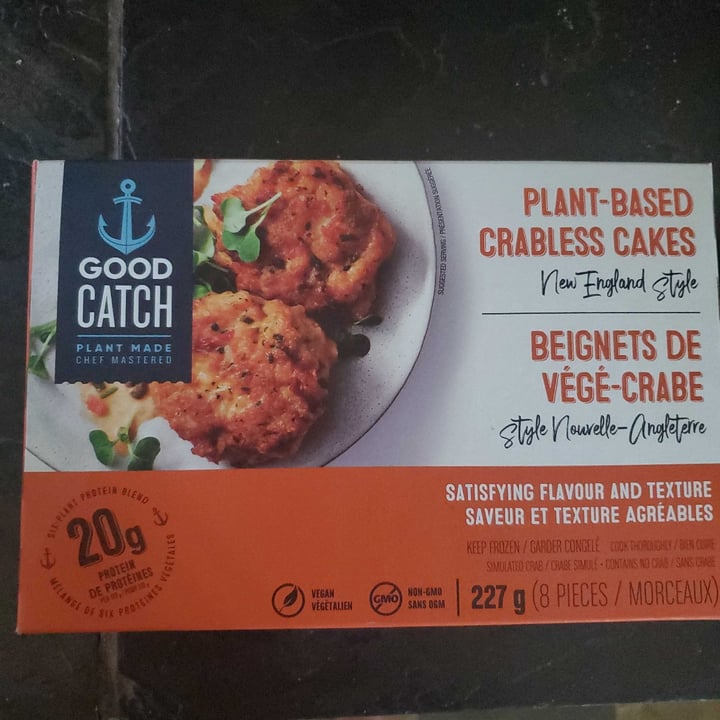 GOOD
CATCH
PLANT MADE
CHEF MASTERED
SUGGESTED SERVING / PRÉSENTATION SUGGÉRÉE
PLANT-BASED
CRABLESS CAKES
New England Style
BEIGNETS DE
VÉGÉ-CRABE
Style Nouvelle-Angleterre
SATISFYING FLAVOUR AND TEXTURE
SAVEUR ET TEXTURE AGRÉABLES
KEEP FROZEN / GARDER CONGELÉ COOK THOROUGHLY / BIEN CUIRE
SIMULATED CRAB / CRABE SIMULÉ • CONTAINS NO CRAB / SANS CRABE
SIX-PLANT PROTEIN BLEND
20g
PROTEIN
DE PROTÉINES
MÉLANGE DE SIX PROTÉINES VÉGÉTALES
VEGAN
VÉGÉTALIEN
GMO
NON-GMO
SANS OGM
227 g (8 PIECES / MORCEAUX)